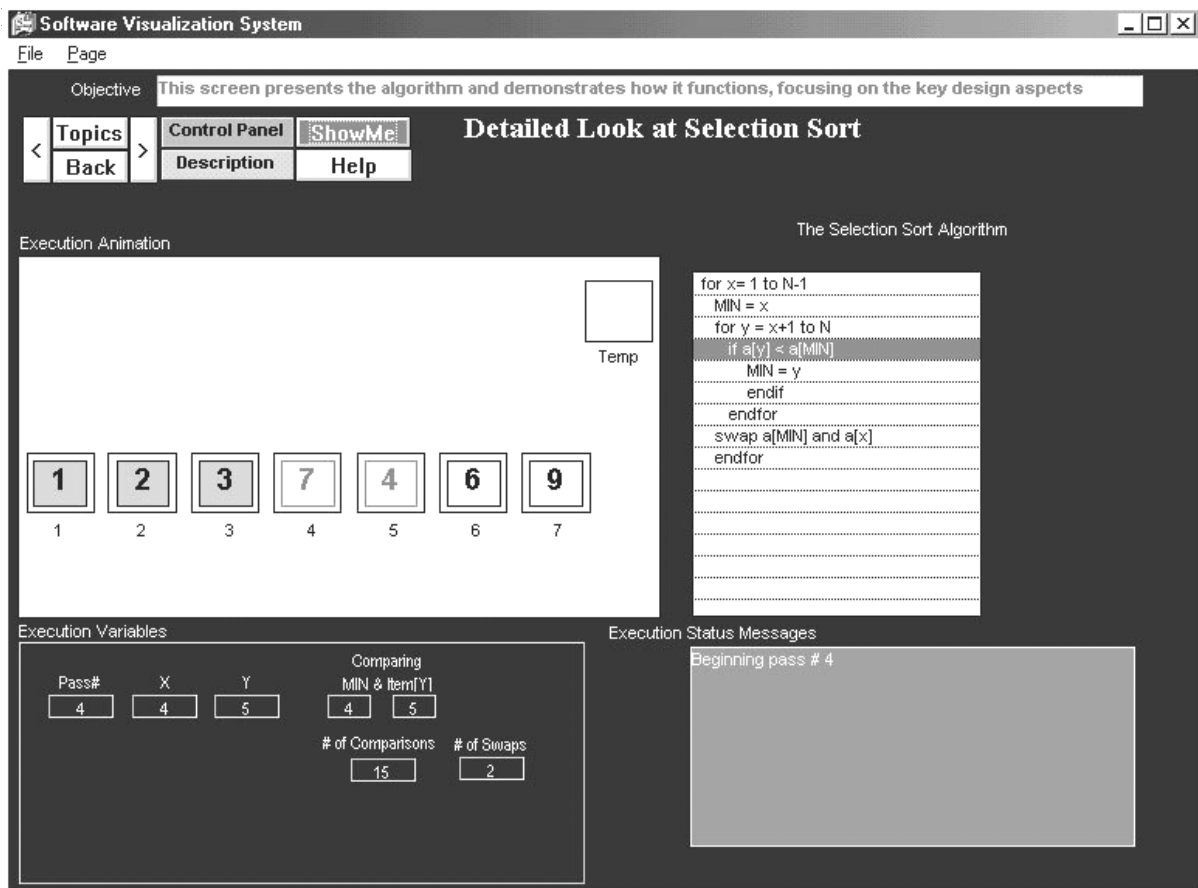 Software Visualization System
File Page
Objective This screen presents the algorithm and demonstrates how it functions, focusing on the key design aspects
< Topics > Control Panel ShowMe
Back Description Help
Detailed Look at Selection Sort
Execution Animation
The Selection Sort Algorithm
Temp
1 2 3 7 4 6 9
1 2 3 4 5 6 7
for x= 1 to N-1
MIN = x
for y = x+1 to N
if a[y] < a[MIN]
MIN = y
endif
endfor
swap a[MIN] and a[x]
endfor
Execution Variables
Comparing
Pass# X Y MIN & Item[Y]
4 4 5 4 5
# of Comparisons # of Swaps
15 2
Execution Status Messages
Beginning pass # 4